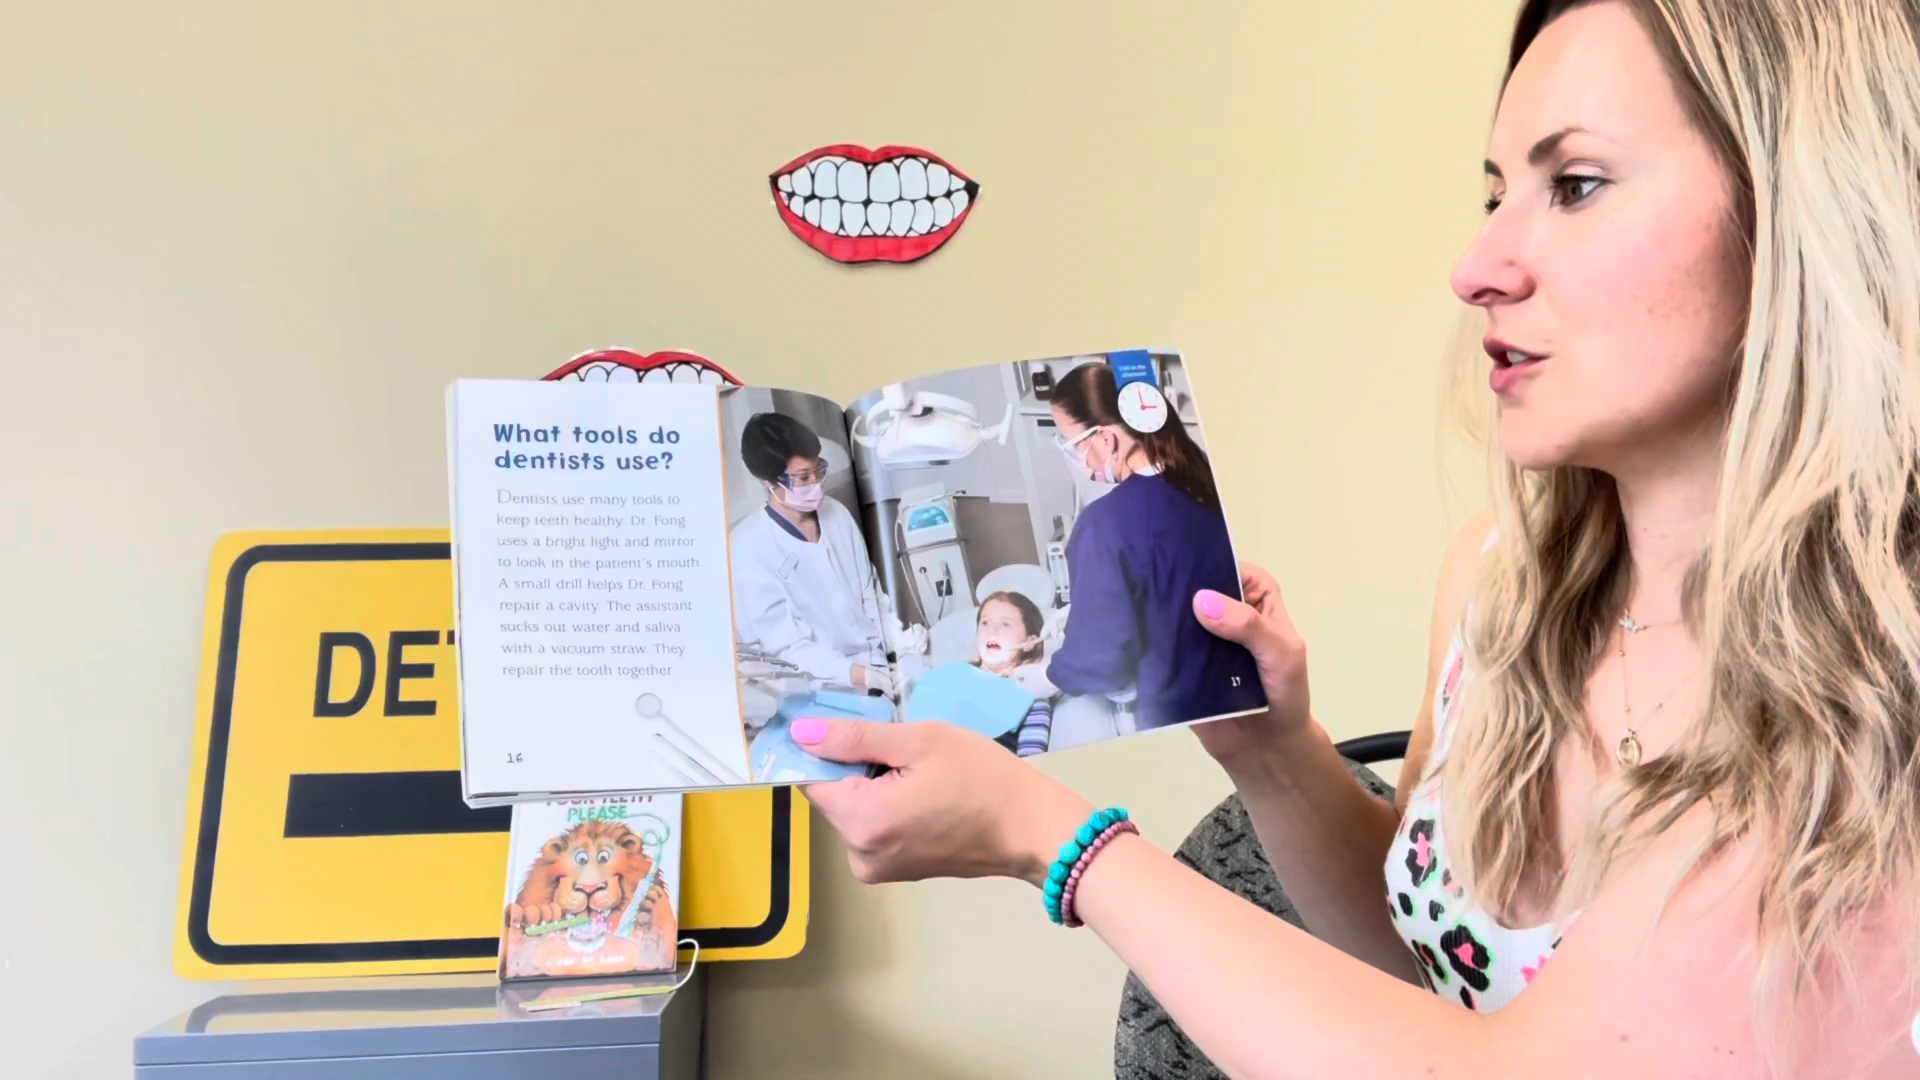 What tools do
dentists use?
Dentists use many tools to
keep teeth healthy. Dr. Fong
uses a bright light and mirror
to look in the patient's mouth.
A small drill helps Dr. Fong
repair a cavity. The assistant
sucks out water and saliva
with a vacuum straw. They
repair the tooth together
16
17
DET
YOUR TEETH
PLEASE